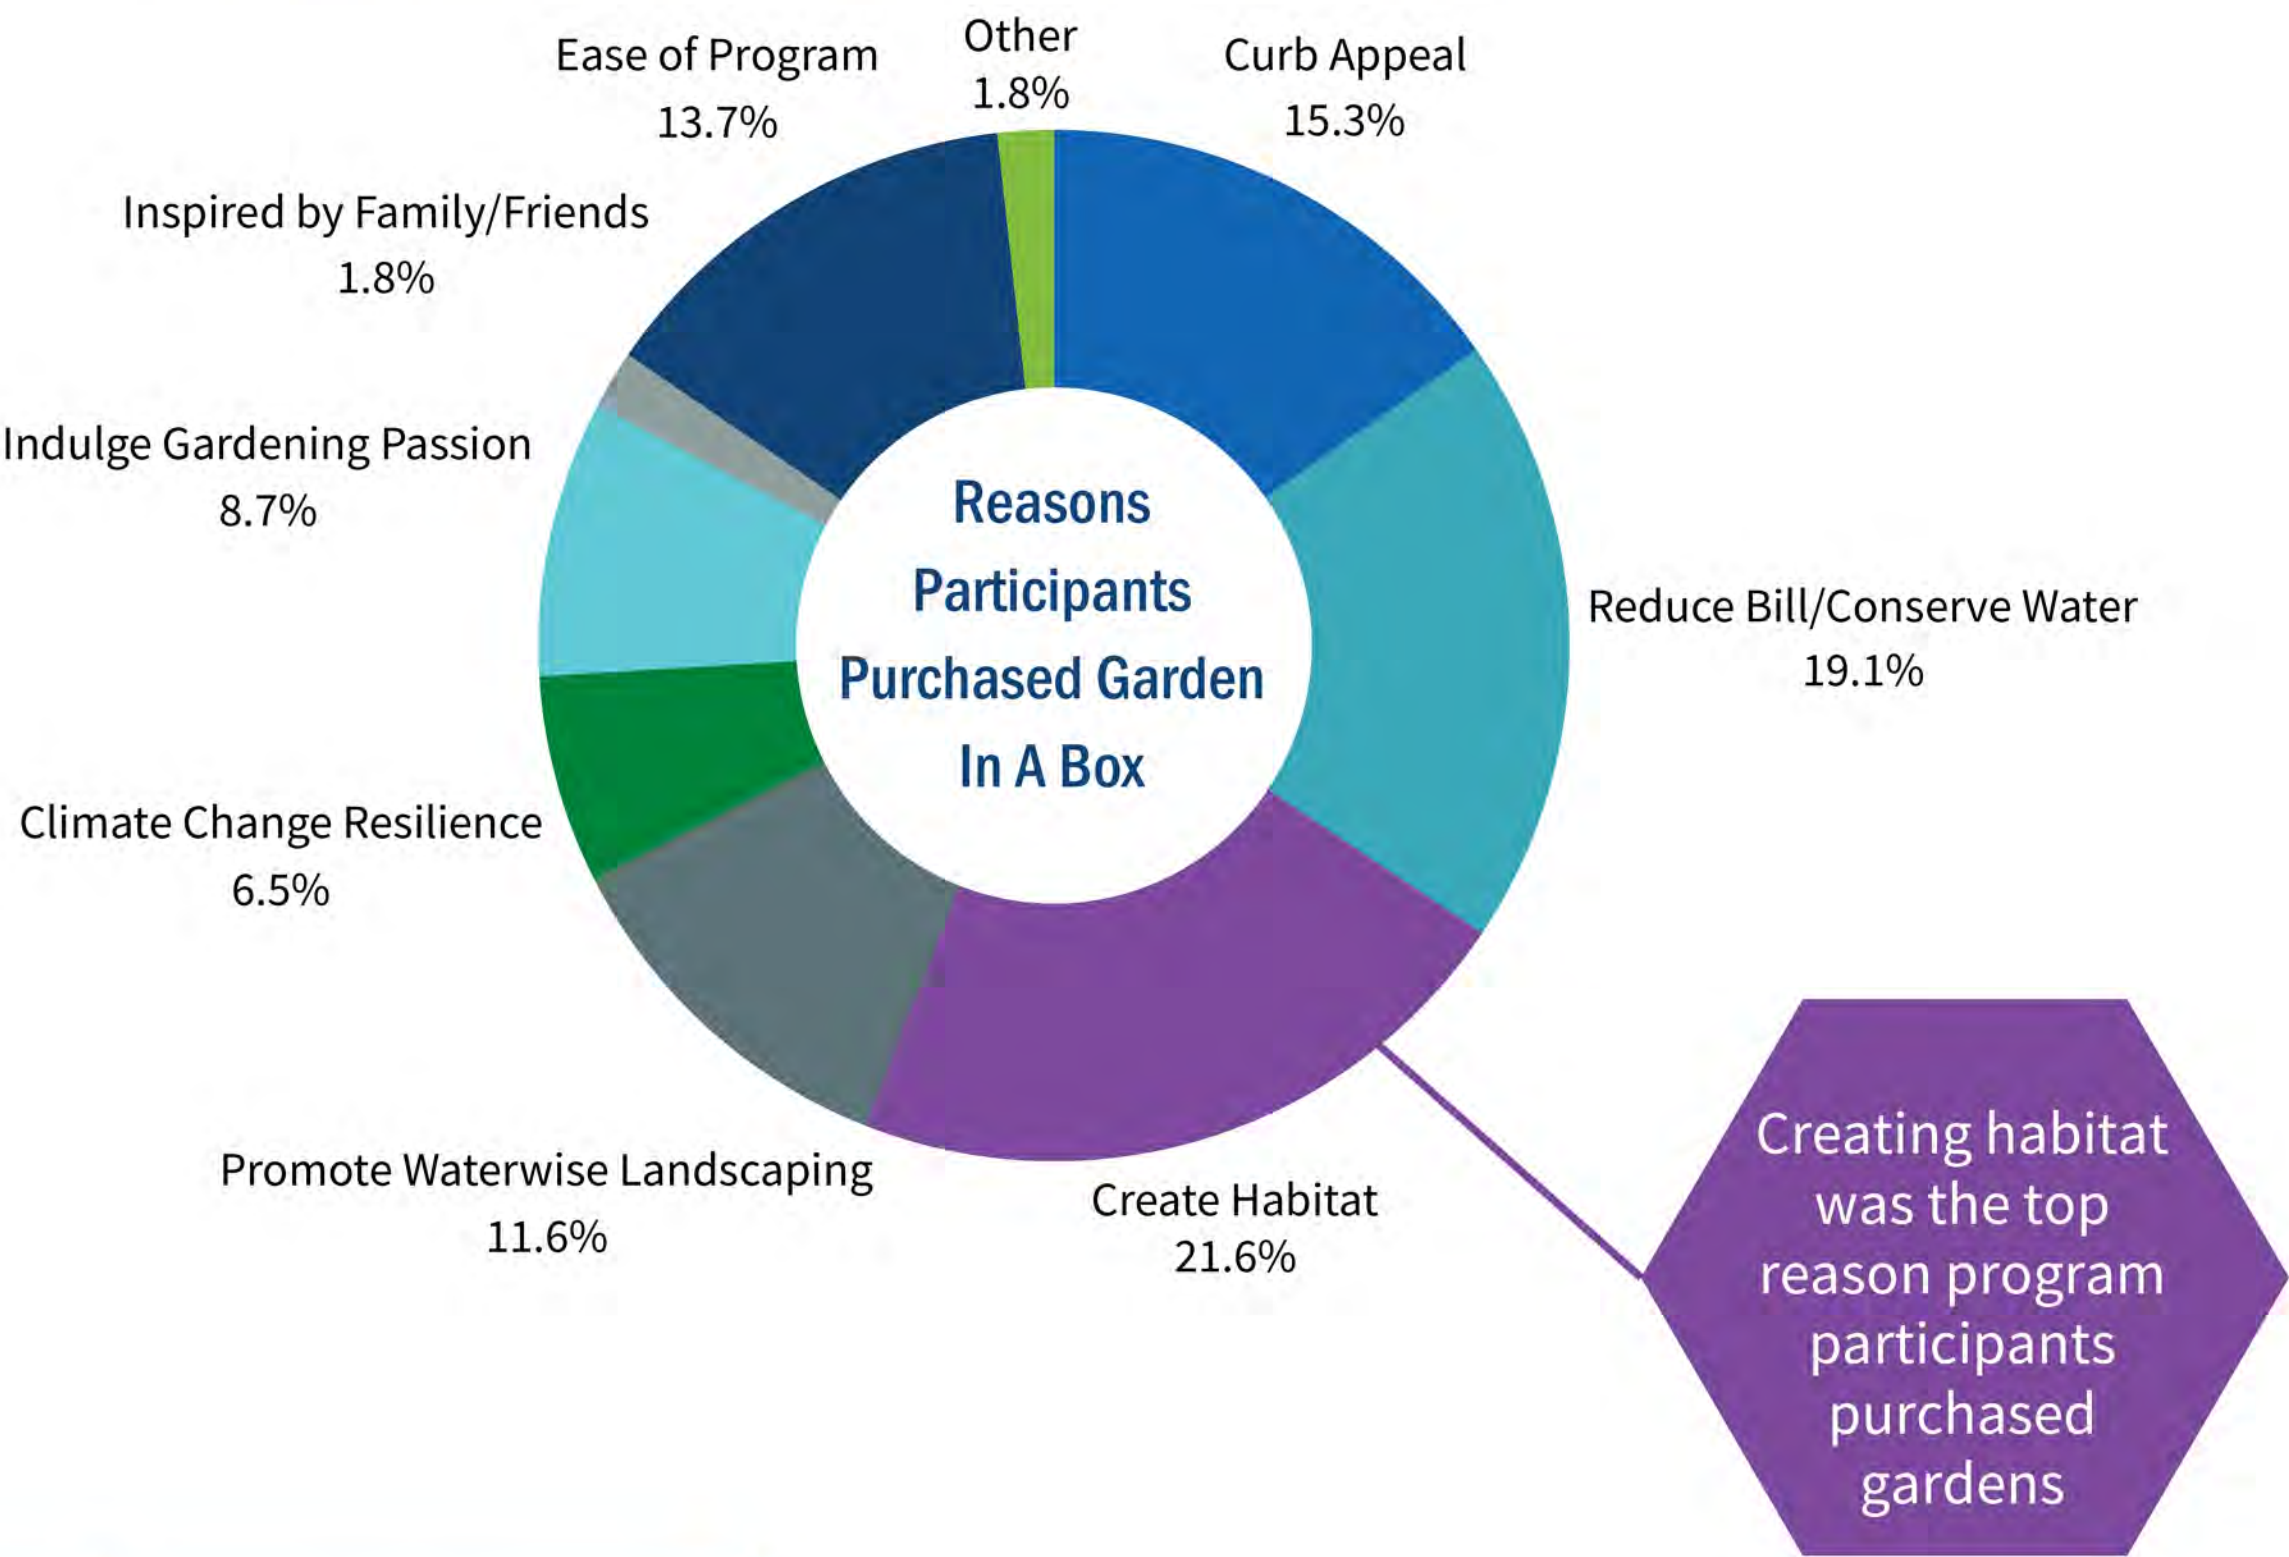 Other
1.8%
Curb Appeal
15.3%
Reduce Bill/Conserve Water
19.1%
Create Habitat
21.6%
Promote Waterwise Landscaping
11.6%
Climate Change Resilience
6.5%
Indulge Gardening Passion
8.7%
Inspired by Family/Friends
1.8%
Ease of Program
13.7%
Reasons
Participants
Purchased Garden
In A Box
Creating habitat
was the top
reason program
participants
purchased
gardens